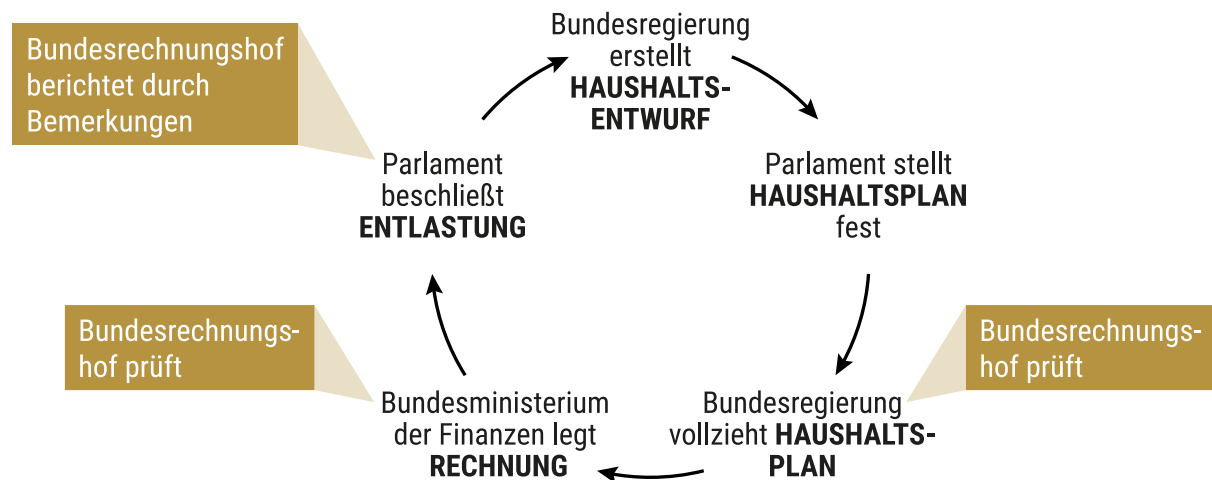 Bundesrechnungshof
berichtet durch
Bemerkungen
Bundesregierung
erstellt
HAUSHALTS-
ENTWURF
Parlament
beschließt
ENTLASTUNG
Parlament stellt
HAUSHALTSPLAN
fest
Bundesrechnungs-
hof prüft
Bundesrechnungs-
hof prüft
Bundesministerium
der Finanzen legt
RECHNUNG
Bundesregierung
vollzieht HAUSHALTS-
PLAN